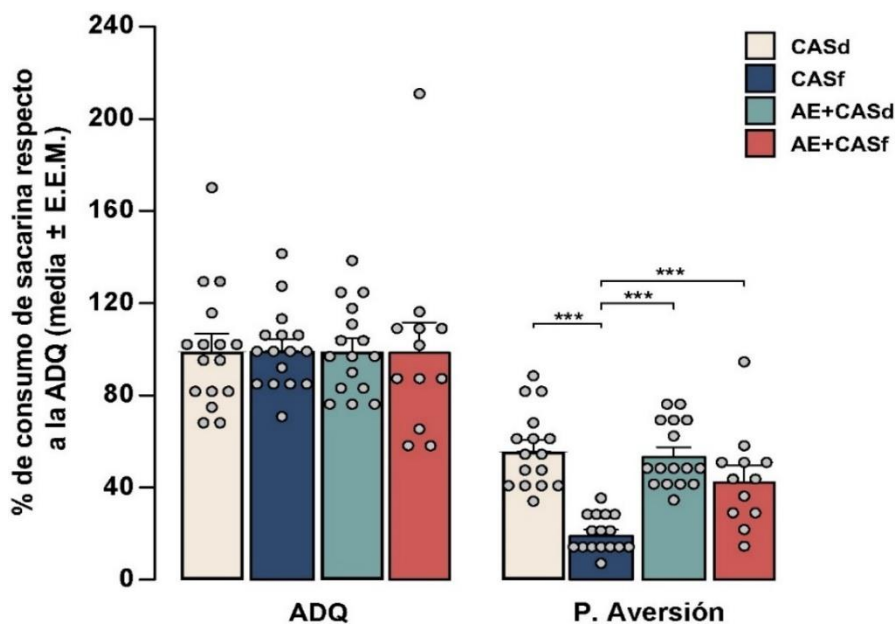 % de consumo de sacarina respecto
a la ADQ (media ± E.E.M.)
240
200
160
120
80
40
0
CASd
CASf
AE+CASd
AE+CASf
***
***
***
ADQ
P. Aversión